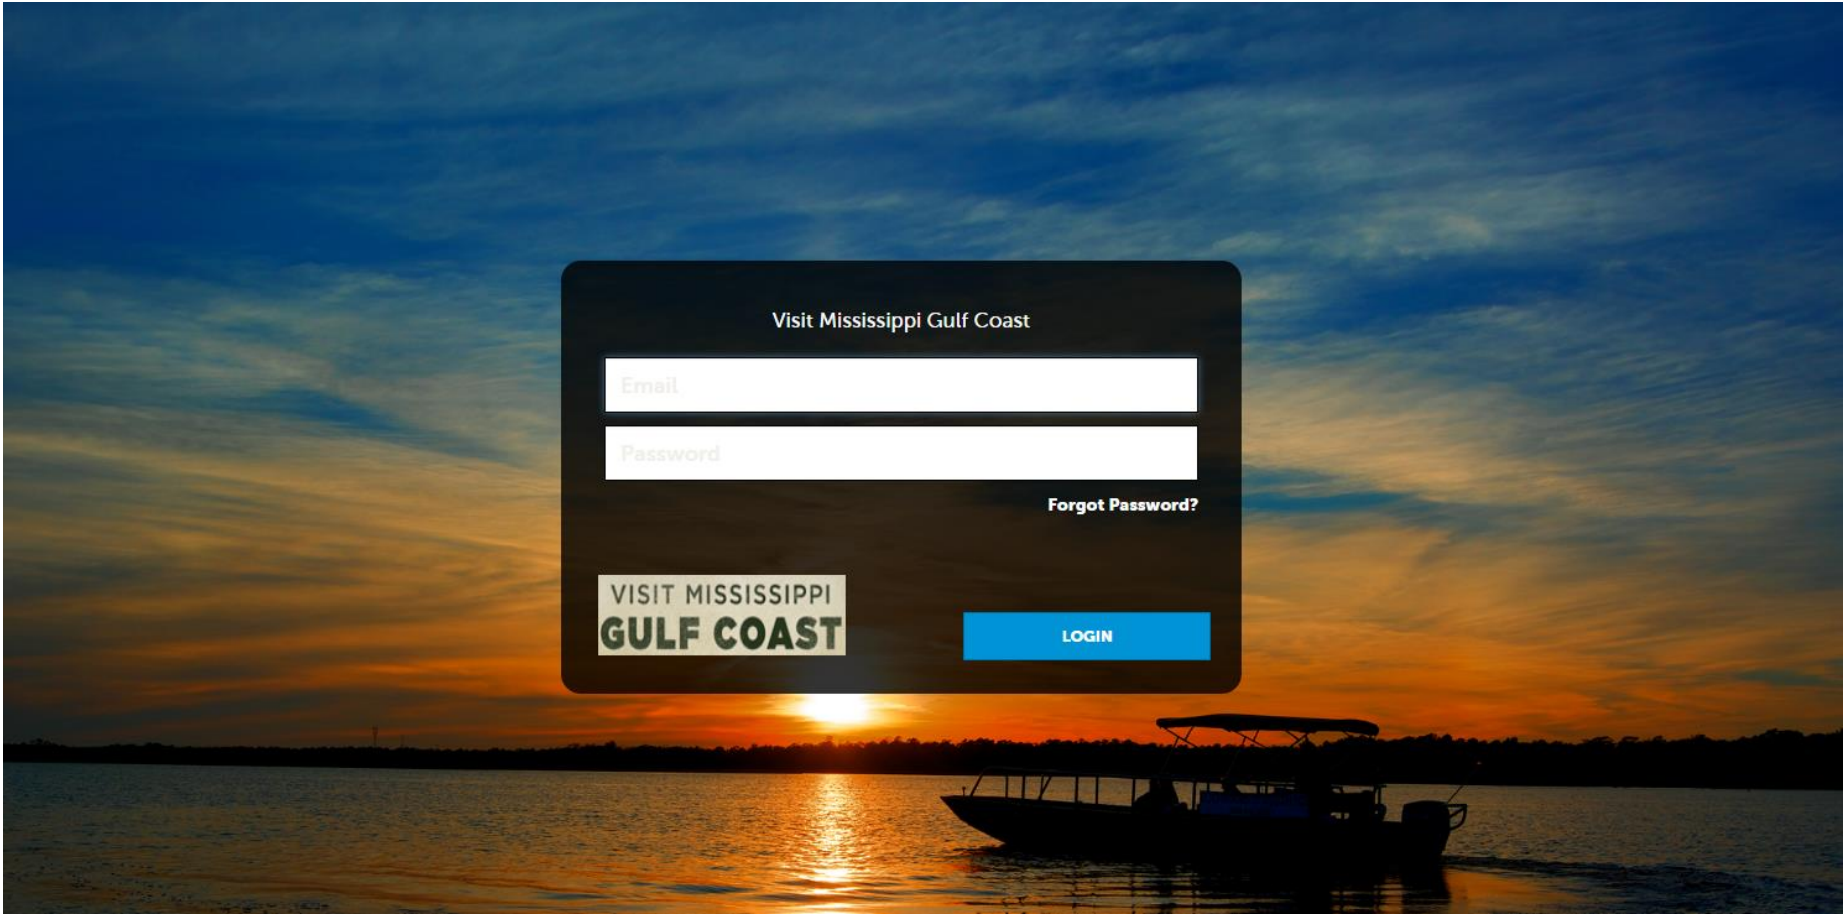 Visit Mississippi Gulf Coast
Email
Password
Forgot Password?
VISIT MISSISSIPPI
GULF COAST
LOGIN